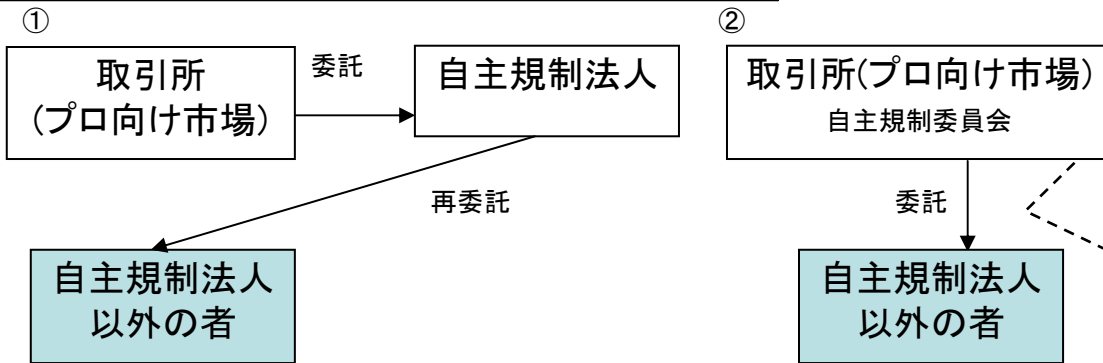 ①
取引所
(プロ向け市場)
委託
自主規制法人
再委託
自主規制法人
以外の者
②
取引所(プロ向け市場)
自主規制委員会
委託
自主規制法人
以外の者